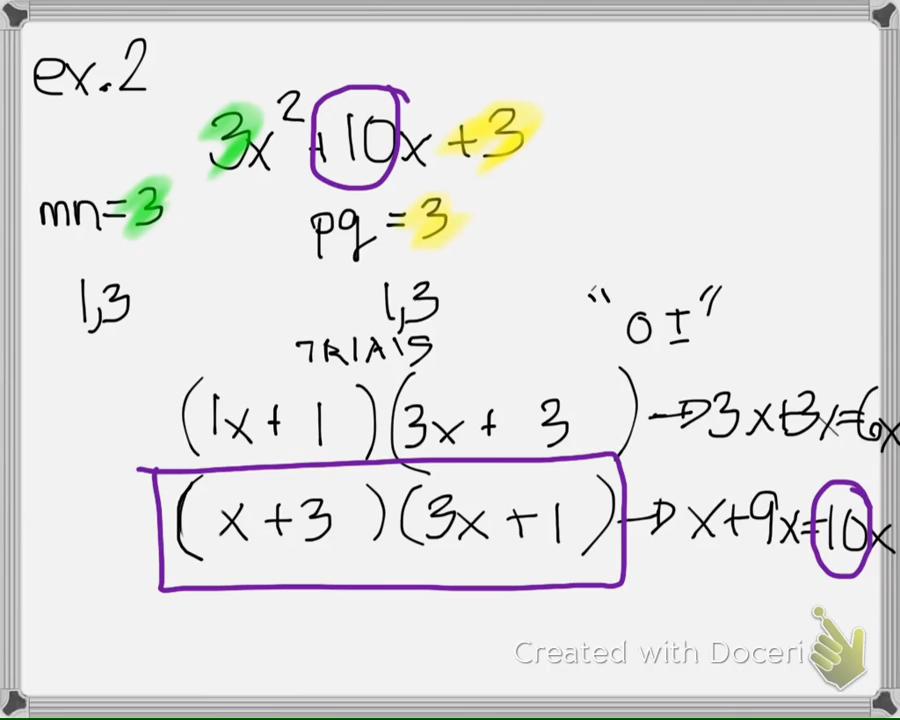 ex.2
3x² +10x +3
mn=3 pq = 3
1,3 1,3 "O I"
TRIALS
(1x + 1 )(3x + 3 ) → 3x+3x=6x
( x +3 )(3x +1 ) → x+9x=10x
Created with Doceri